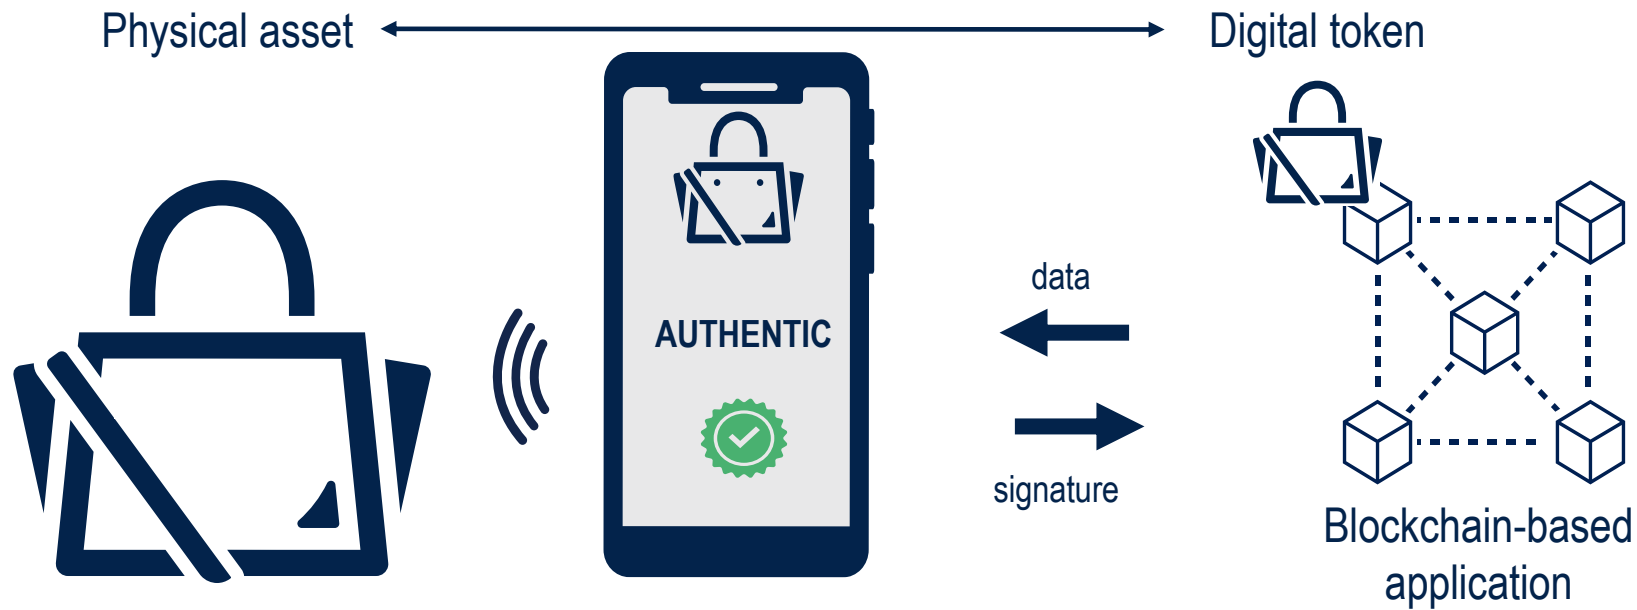 Physical asset
Digital token
AUTHENTIC
data
signature
Blockchain-based
application